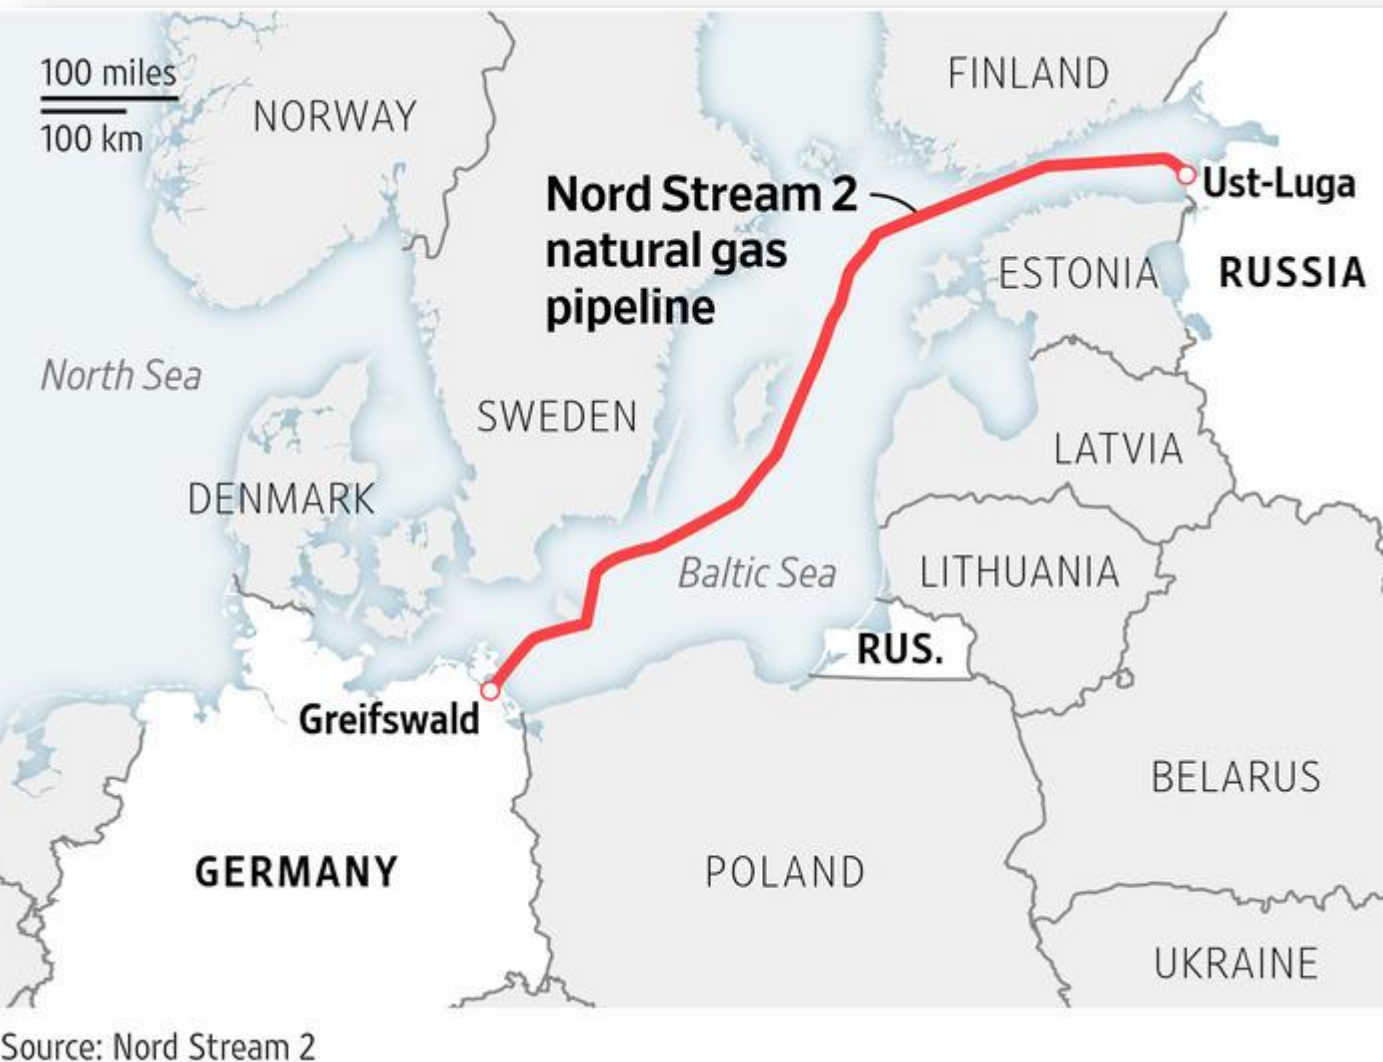 100 miles
100 km
NORWAY
FINLAND
Nord Stream 2
natural gas
pipeline
Ust-Luga
ESTONIA
RUSSIA
North Sea
SWEDEN
LATVIA
DENMARK
Baltic Sea
LITHUANIA
RUS.
Greifswald
BELARUS
GERMANY
POLAND
UKRAINE
Source: Nord Stream 2